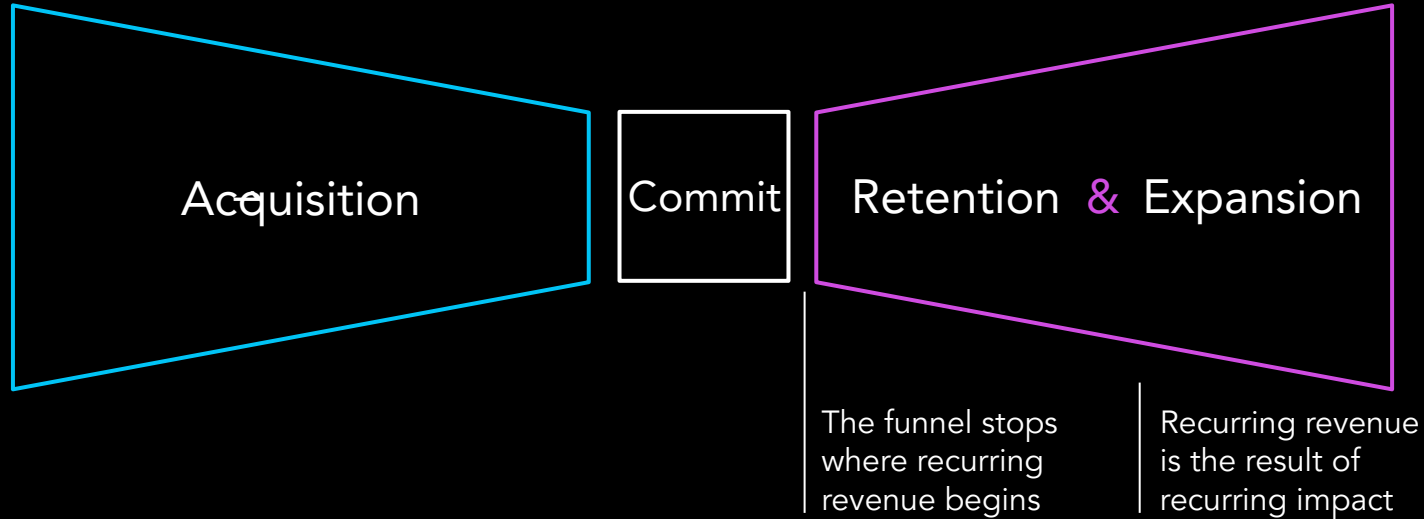 Acquisition
Commit
Retention & Expansion
The funnel stops
where recurring
revenue begins
Recurring revenue
is the result of
recurring impact